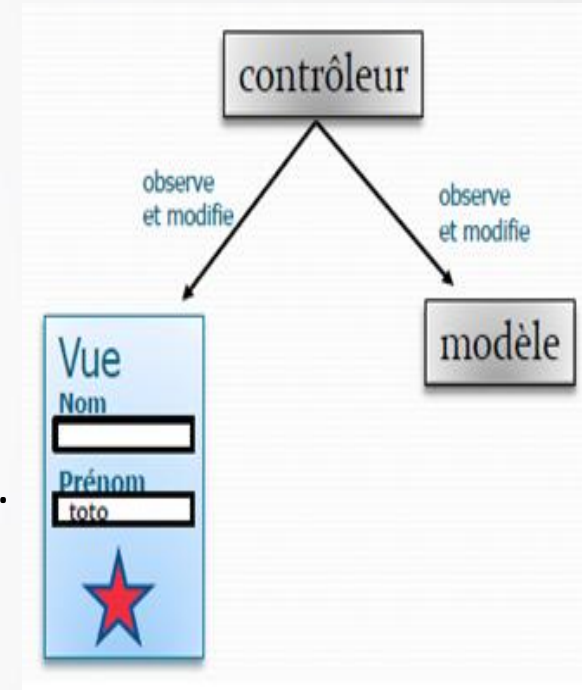 contrôleur
observe
et modifie
observe
et modifie
modèle
Vue
Nom
Prénom
toto